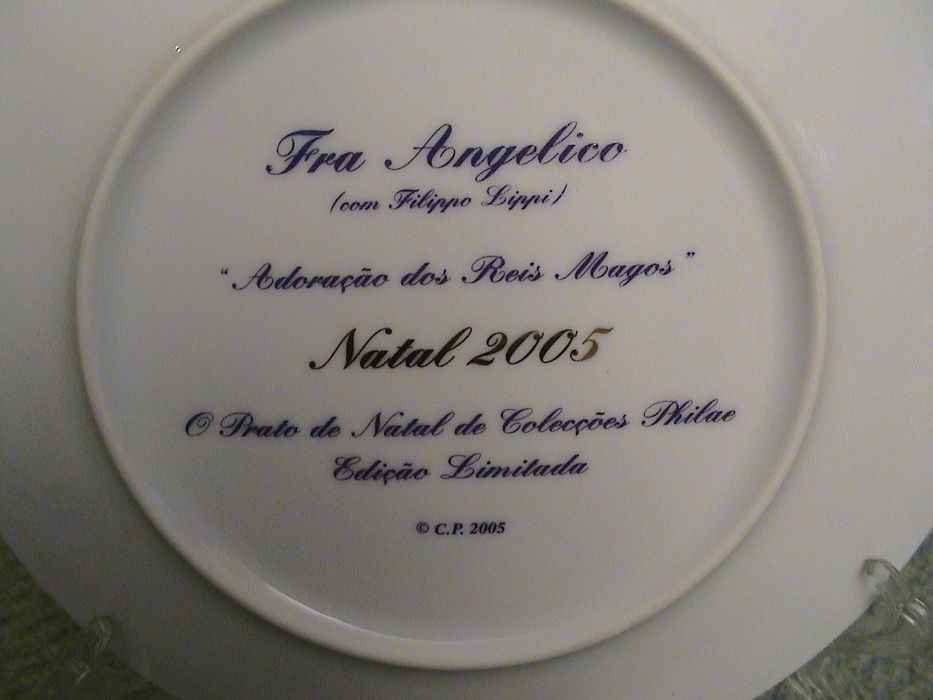 Fra Angelico
(com Filippo Lippi)
"Adoração dos Reis Magos"
Natal 2005
O Prato de Natal de Colecções Philae
Edição Limitada
© C.P. 2005